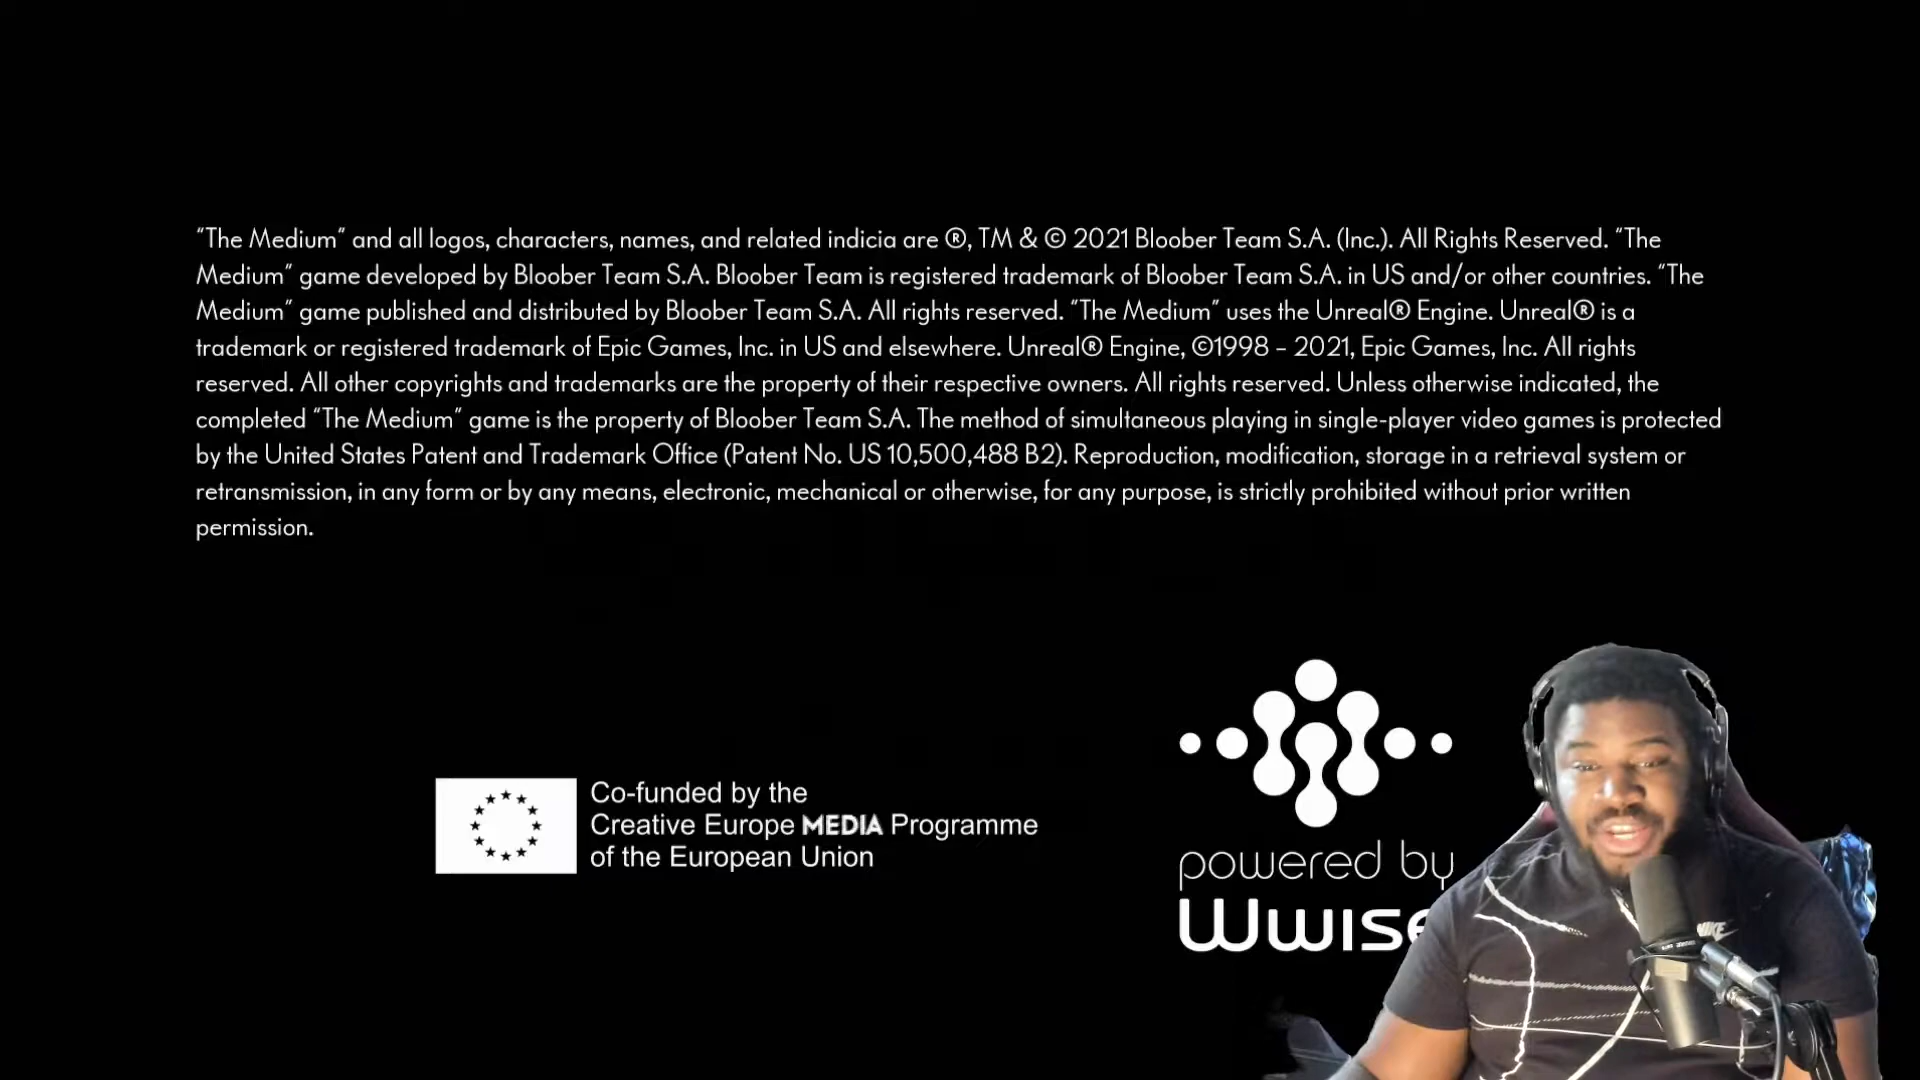 "The Medium" and all logos, characters, names, and related indicia are ®, TM & © 2021 Bloober Team S.A. (Inc.). All Rights Reserved. "The
Medium" game developed by Bloober Team S.A. Bloober Team is registered trademark of Bloober Team S.A. in US and/or other countries. "The
Medium" game published and distributed by Bloober Team S.A. All rights reserved. "The Medium" uses the Unreal® Engine. Unreal® is a
trademark or registered trademark of Epic Games, Inc. in US and elsewhere. Unreal® Engine, ©1998 – 2021, Epic Games, Inc. All rights
reserved. All other copyrights and trademarks are the property of their respective owners. All rights reserved. Unless otherwise indicated, the
completed "The Medium" game is the property of Bloober Team S.A. The method of simultaneous playing in single-player video games is protected
by the United States Patent and Trademark Office (Patent No. US 10,500,488 B2). Reproduction, modification, storage in a retrieval system or
retransmission, in any form or by any means, electronic, mechanical or otherwise, for any purpose, is strictly prohibited without prior written
permission.
Co-funded by the
Creative Europe MEDIA Programme
of the European Union
powered by
Wwise
NIKE